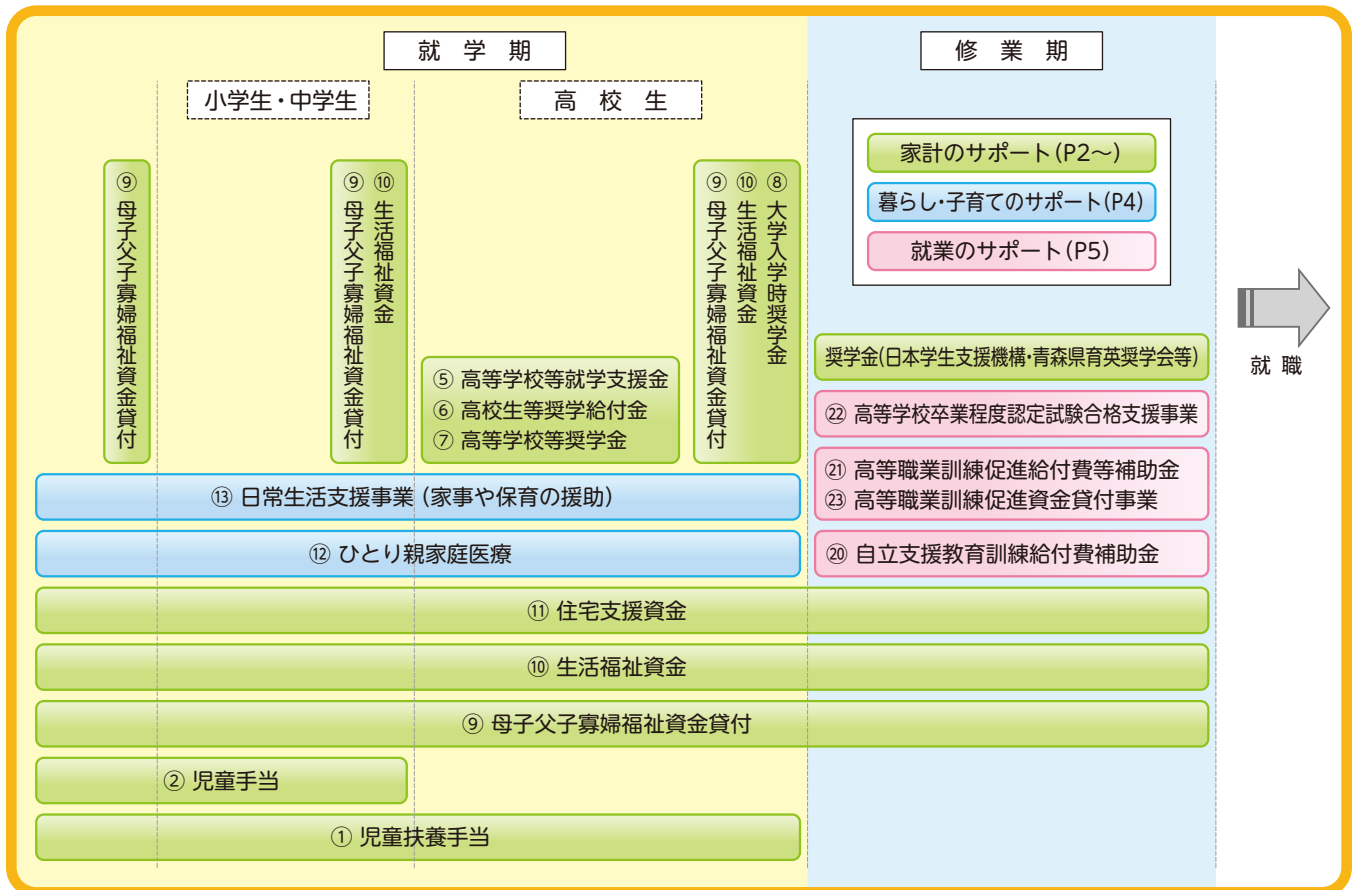 就学期
修業期
小学生・中学生
高校生
家計のサポート(P2〜)
暮らし・子育てのサポート(P4)
就業のサポート(P5)
⑨母子父子寡婦福祉資金貸付
⑩生活福祉資金
⑨母子父子寡婦福祉資金貸付
⑧大学入学時奨学金
⑩生活福祉資金
⑨母子父子寡婦福祉資金貸付
⑤ 高等学校等就学支援金
⑥ 高校生等奨学給付金
⑦ 高等学校等奨学金
奨学金(日本学生支援機構・青森県育英奨学会等)
㉒ 高等学校卒業程度認定試験合格支援事業
㉑ 高等職業訓練促進給付費等補助金
㉓ 高等職業訓練促進資金貸付事業
⑳ 自立支援教育訓練給付費補助金
就職
⑬ 日常生活支援事業(家事や保育の援助)
⑫ ひとり親家庭医療
⑪ 住宅支援資金
⑩ 生活福祉資金
⑨ 母子父子寡婦福祉資金貸付
② 児童手当
① 児童扶養手当